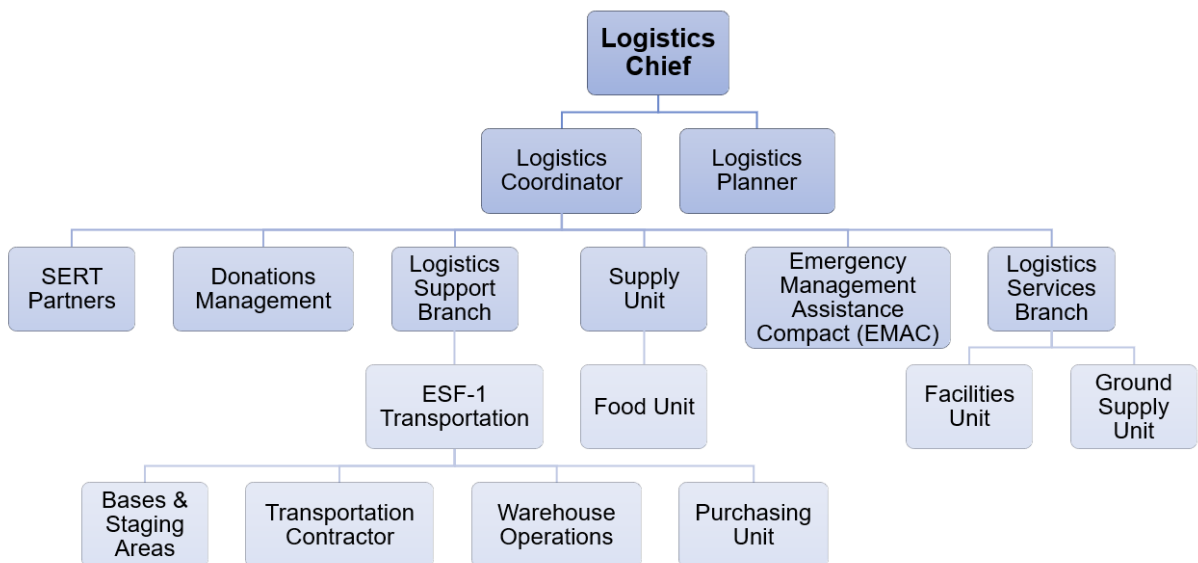 Logistics
Chief
Logistics
Coordinator
Logistics
Planner
SERT
Partners
Donations
Management
Logistics
Support
Branch
Supply
Unit
Emergency
Management
Assistance
Compact (EMAC)
Logistics
Services
Branch
ESF-1
Transportation
Food Unit
Facilities
Unit
Ground
Supply
Unit
Bases &
Staging
Areas
Transportation
Contractor
Warehouse
Operations
Purchasing
Unit